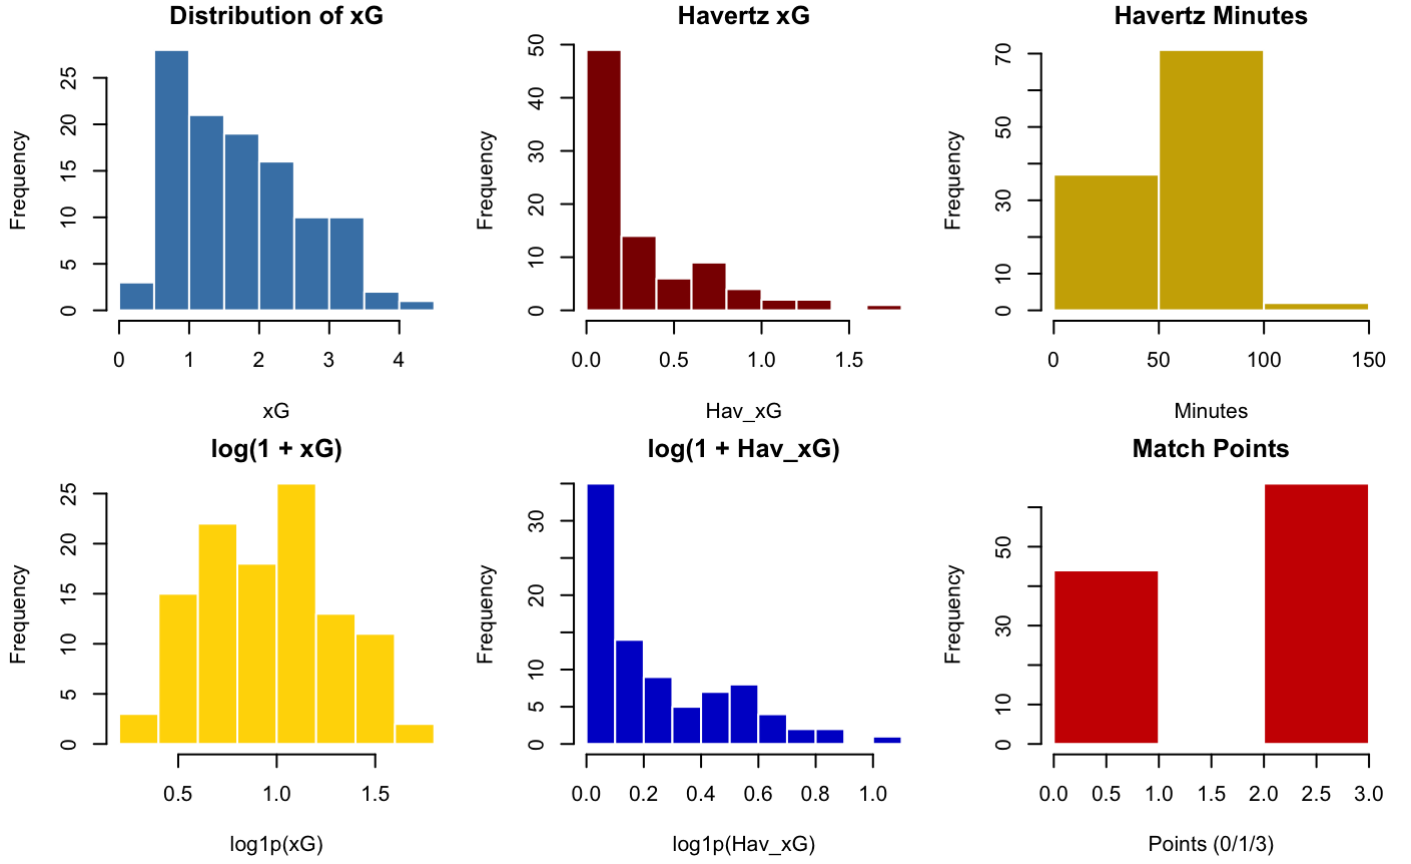 Distribution of xG
Frequency
0 5 10 15 20 25
0 1 2 3 4
xG
Havertz xG
Frequency
0 10 20 30 40 50
0.0 0.5 1.0 1.5
Hav_xG
Havertz Minutes
Frequency
0 10 30 50 70
0 50 100 150
Minutes
log(1 + xG)
Frequency
0 5 10 15 20 25
0.5 1.0 1.5
log1p(xG)
log(1 + Hav_xG)
Frequency
0 5 10 20 30
0.0 0.2 0.4 0.6 0.8 1.0
log1p(Hav_xG)
Match Points
Frequency
0 10 30 50
0.0 0.5 1.0 1.5 2.0 2.5 3.0
Points (0/1/3)